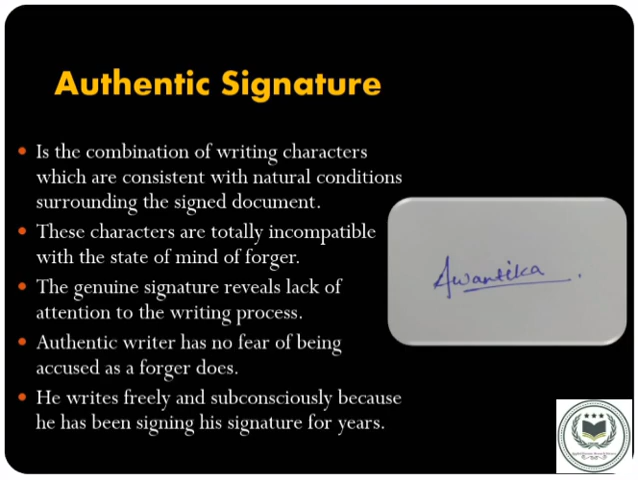 Authentic Signature
Is the combination of writing characters
which are consistent with natural conditions
surrounding the signed document.
These characters are totally incompatible
with the state of mind of forger.
The genuine signature reveals lack of
attention to the writing process.
Authentic writer has no fear of being
accused as a forger does.
He writes freely and subconsciously because
he has been signing his signature for years.
Awantika